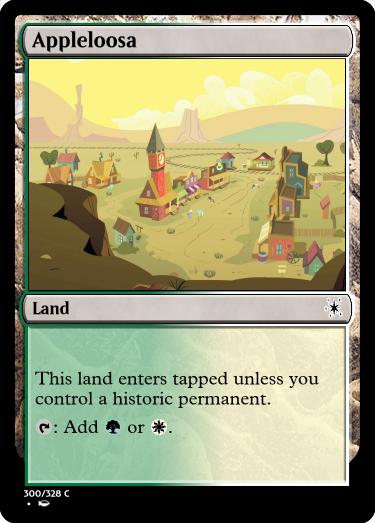 Appleloosa
Land
This land enters tapped unless you
control a historic permanent.
: Add or .
300/328 C